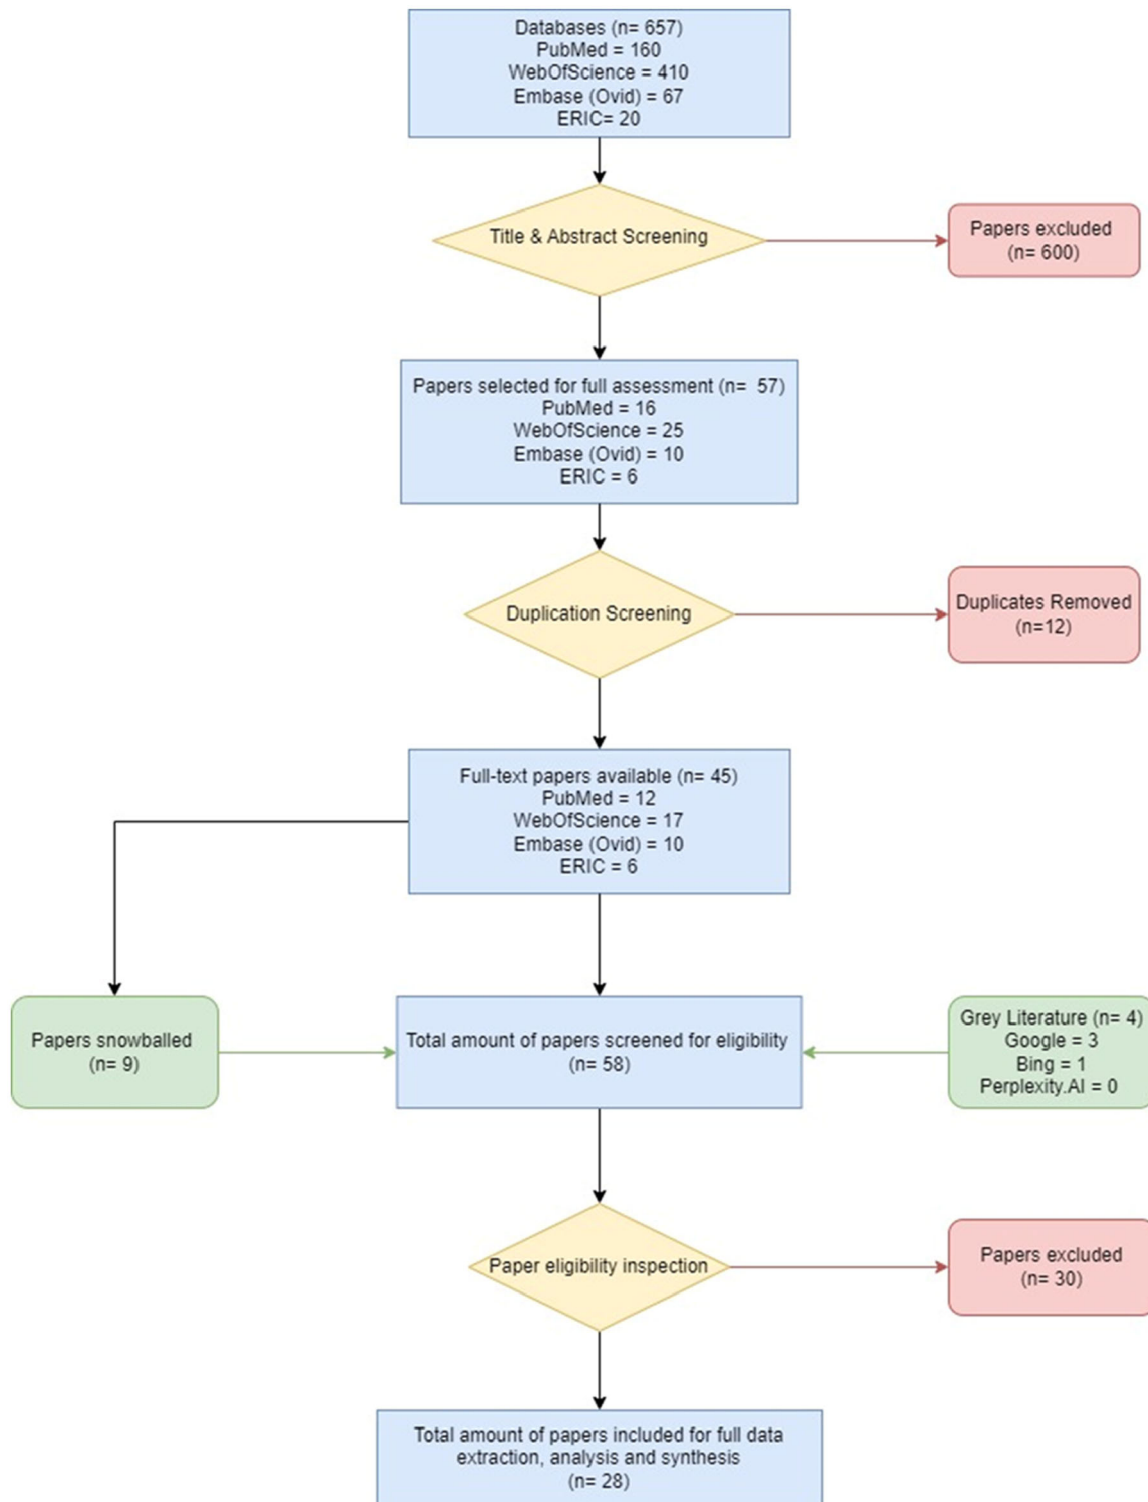 Databases (n= 657)
PubMed = 160
WebOfScience = 410
Embase (Ovid) = 67
ERIC= 20
Title & Abstract Screening
Papers excluded
(n= 600)
Papers selected for full assessment (n=  57)
PubMed = 16
WebOfScience = 25
Embase (Ovid) = 10
ERIC = 6
Duplication Screening
Duplicates Removed
(n=12)
Full-text papers available (n= 45)
PubMed = 12
WebOfScience = 17
Embase (Ovid) = 10
ERIC = 6
Papers snowballed
(n= 9)
Total amount of papers screened for eligibility
(n= 58)
Grey Literature (n= 4)
Google = 3
Bing = 1
Perplexity.AI = 0
Paper eligibility inspection
Papers excluded
(n= 30)
Total amount of papers included for full data
extraction, analysis and synthesis
(n= 28)